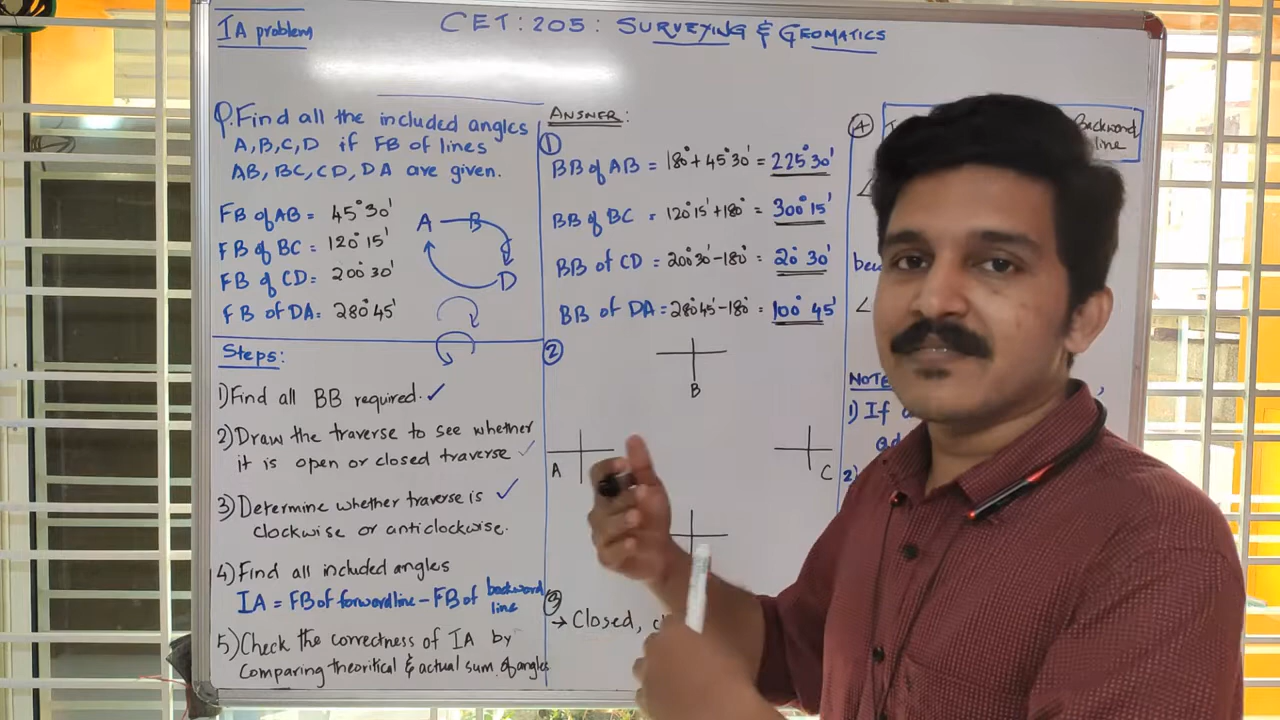 IA problem
CET: 205: SURVEYING & GEOMATICS
Q. Find all the included angles
A, B, C, D if FB of lines
AB, BC, CD, DA are given.
FB of AB = 45°30'
FB of BC = 120°15'
FB of CD = 200°30'
FB of DA = 280°45'
A B
D
Steps:
1) Find all BB required. ✓
2) Draw the traverse to see whether
it is open or closed traverse ✓
3) Determine whether traverse is ✓
clockwise or anticlockwise.
4) Find all included angles
IA = FB of forward line - FB of backward
line
5) Check the correctness of IA by
Comparing theoritical & actual sum. of angles
ANSWER:
1
BB of AB = 180° + 45°30' = 225°30'
BB of BC = 120°15' + 180° = 300°15'
BB of CD = 200°30' - 180° = 20°30'
BB of DA = 280°45' - 180° = 100°45'
2
B
A
C
3
→ Closed,
4
Backward
line
∠
∠
NOTE
1) If
2)